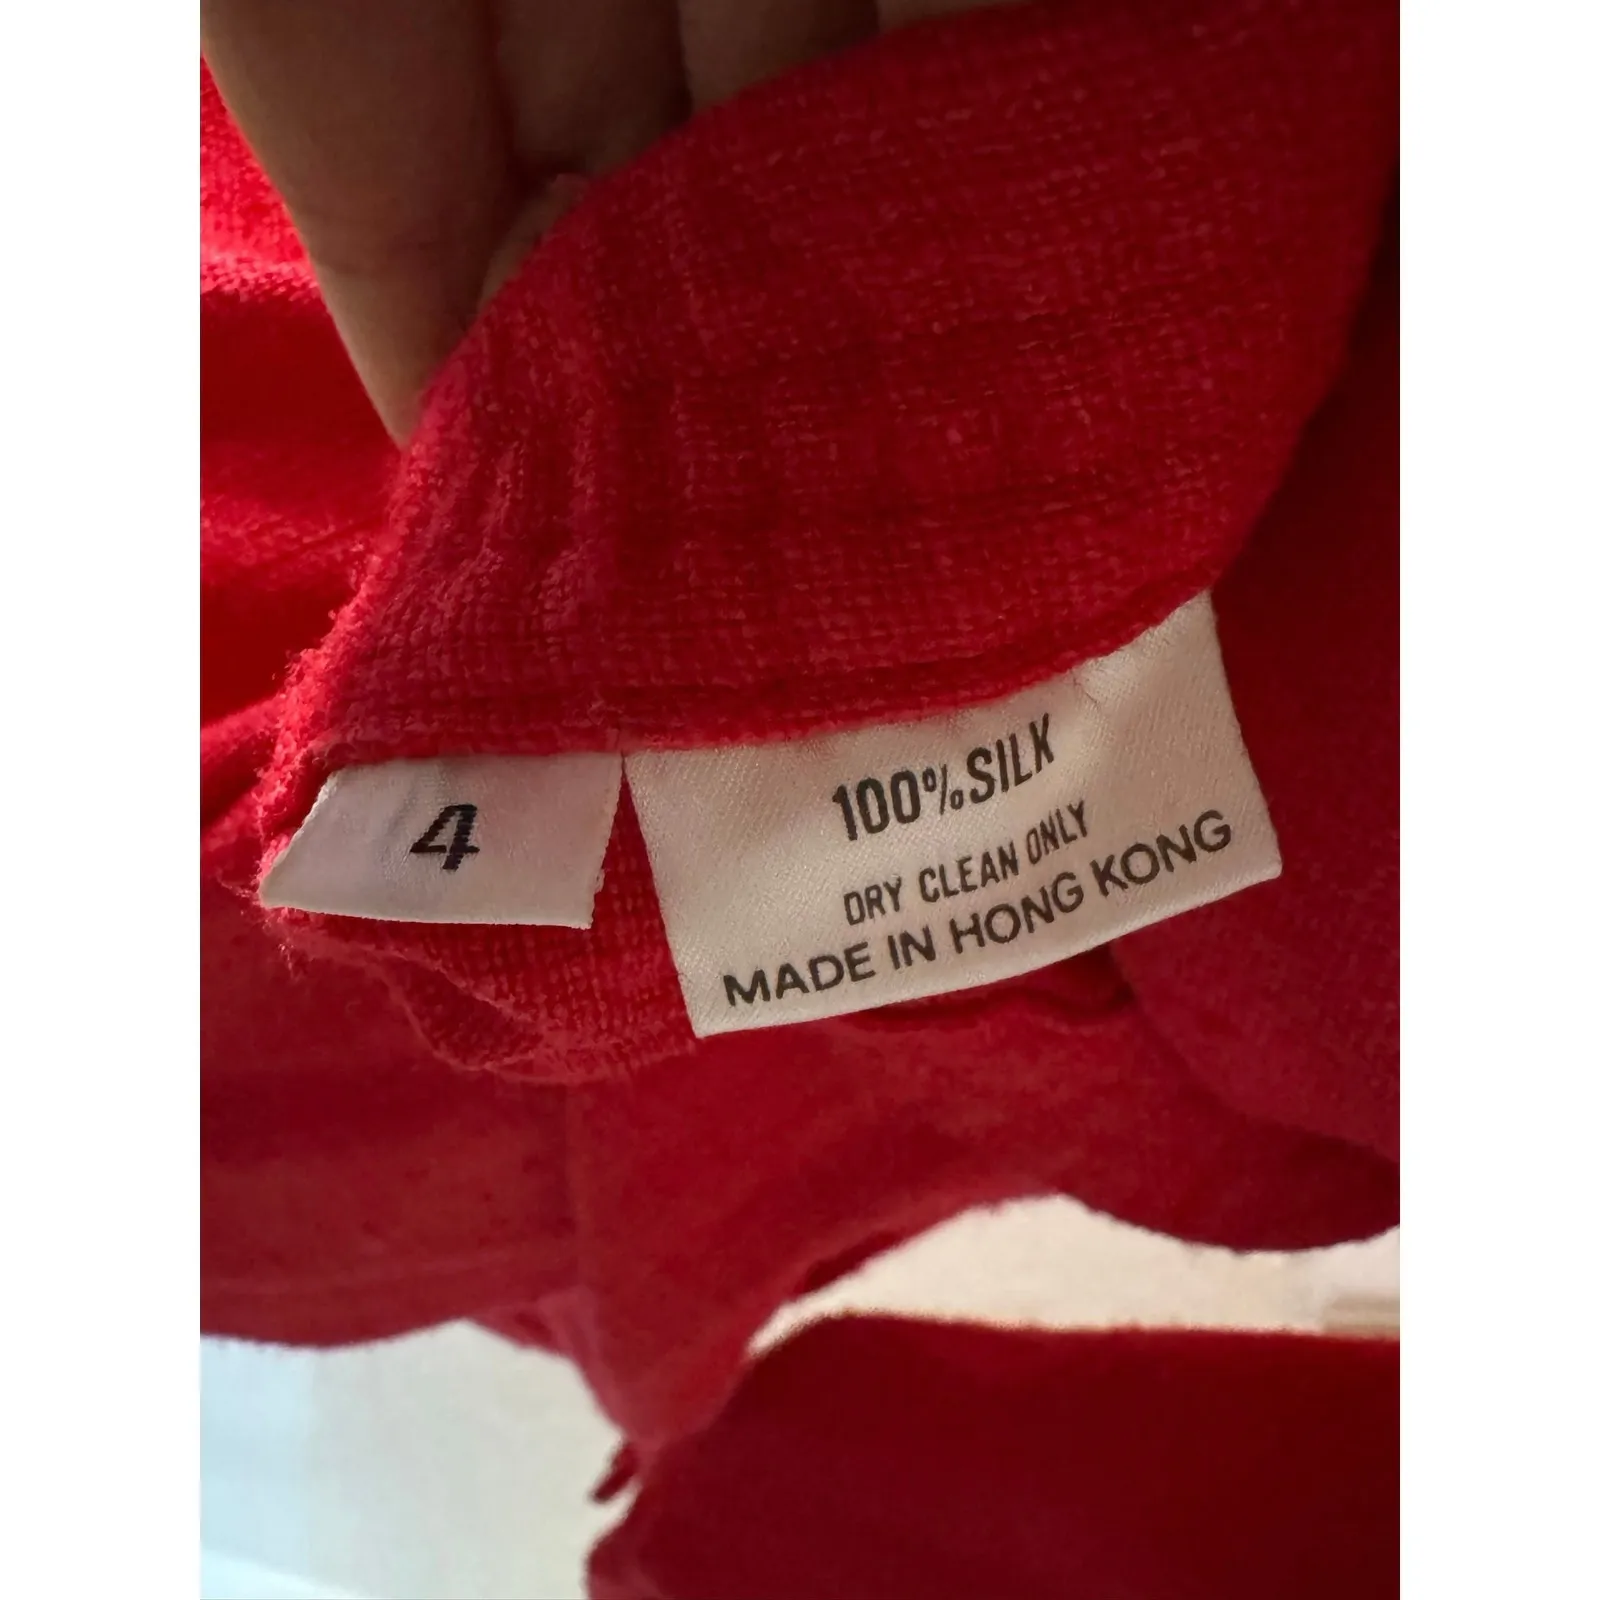 4
100% SILK
DRY CLEAN ONLY
MADE IN HONG KONG